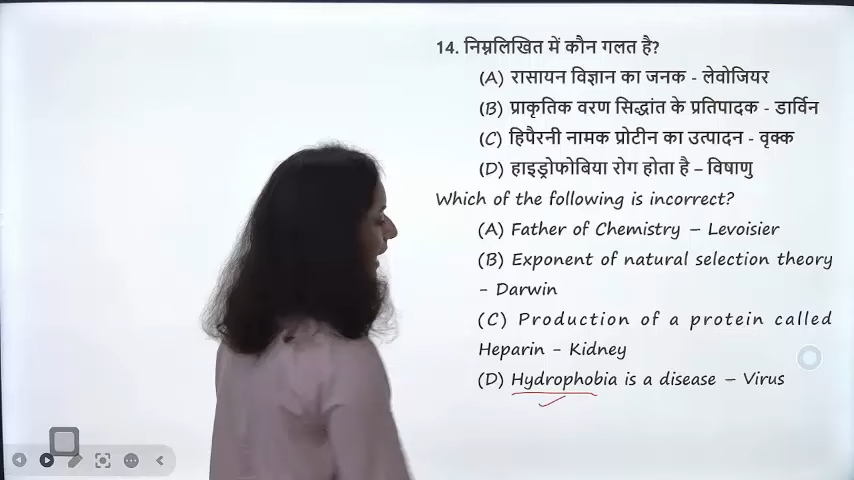 14. निम्नलिखित में कौन गलत है?
(A) रासायन विज्ञान का जनक - लेवोजियर
(B) प्राकृतिक वरण सिद्धांत के प्रतिपादक - डार्विन
(C) हिपैरनी नामक प्रोटीन का उत्पादन - वृक्क
(D) हाइड्रोफोबिया रोग होता है – विषाणु
Which of the following is incorrect?
(A) Father of Chemistry – Levoisier
(B) Exponent of natural selection theory
- Darwin
(C) Production of a protein called
Heparin - Kidney
(D) Hydrophobia is a disease – Virus